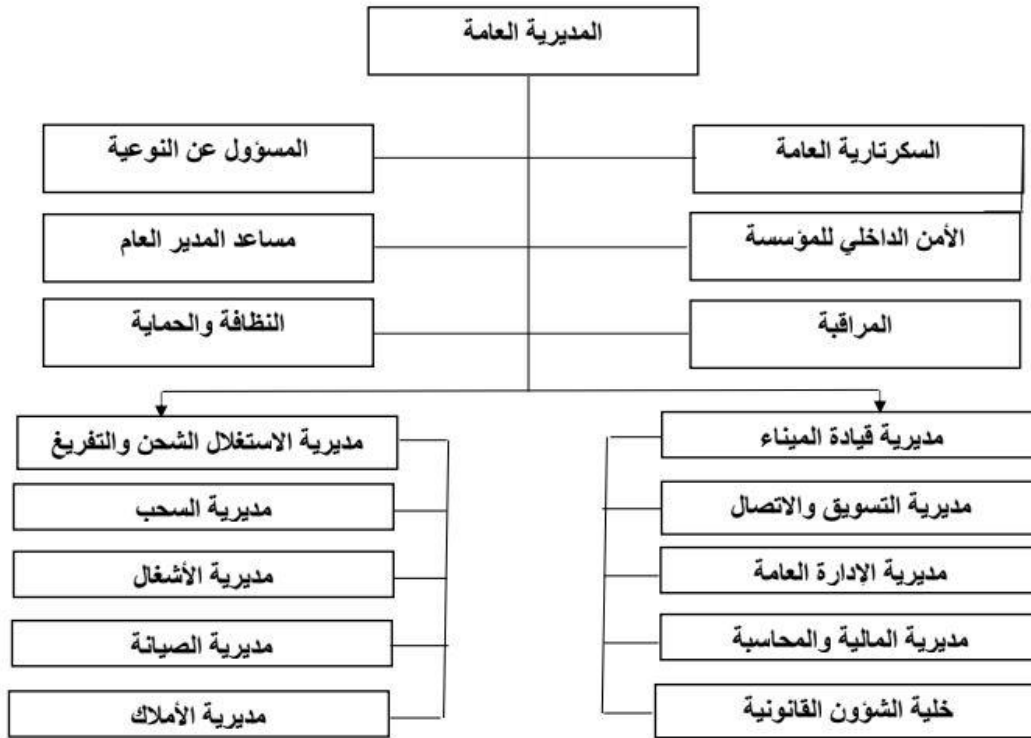 المديرية العامة
السكرتارية العامة
المسؤول عن النوعية
الأمن الداخلي للمؤسسة
مساعد المدير العام
المراقبة
النظافة والحماية
مديرية قيادة الميناء
مديرية الاستغلال الشحن والتفريغ
مديرية التسويق والاتصال
مديرية السحب
مديرية الإدارة العامة
مديرية الأشغال
مديرية المالية والمحاسبة
مديرية الصيانة
خلية الشؤون القانونية
مديرية الأملاك